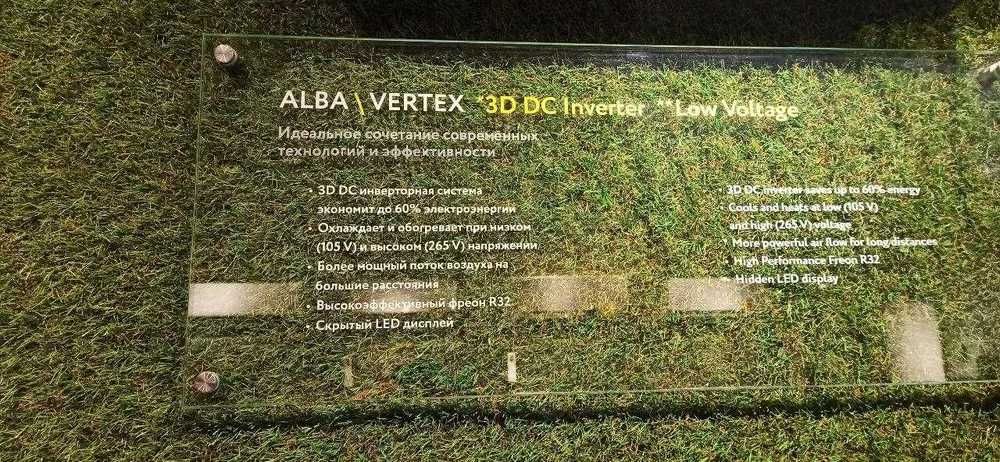 ALBA \ VERTEX *3D DC Inverter **Low Voltage
Идеальное сочетание современных
технологий и эффективности
• 3D DC инверторная система
экономит до 60% электроэнергии
• Охлаждает и обогревает при низком
(105 V) и высоком (265 V) напряжении
• Более мощный поток воздуха на
большие расстояния
• Высокоэффективный фреон R32
• Скрытый LED дисплей
3D DC inverter saves up to 60% energy
• Cools and heats at low (105 V)
and high (265 V) voltage
• More powerful air flow for long distances
• High Performance Freon R32
• Hidden LED display